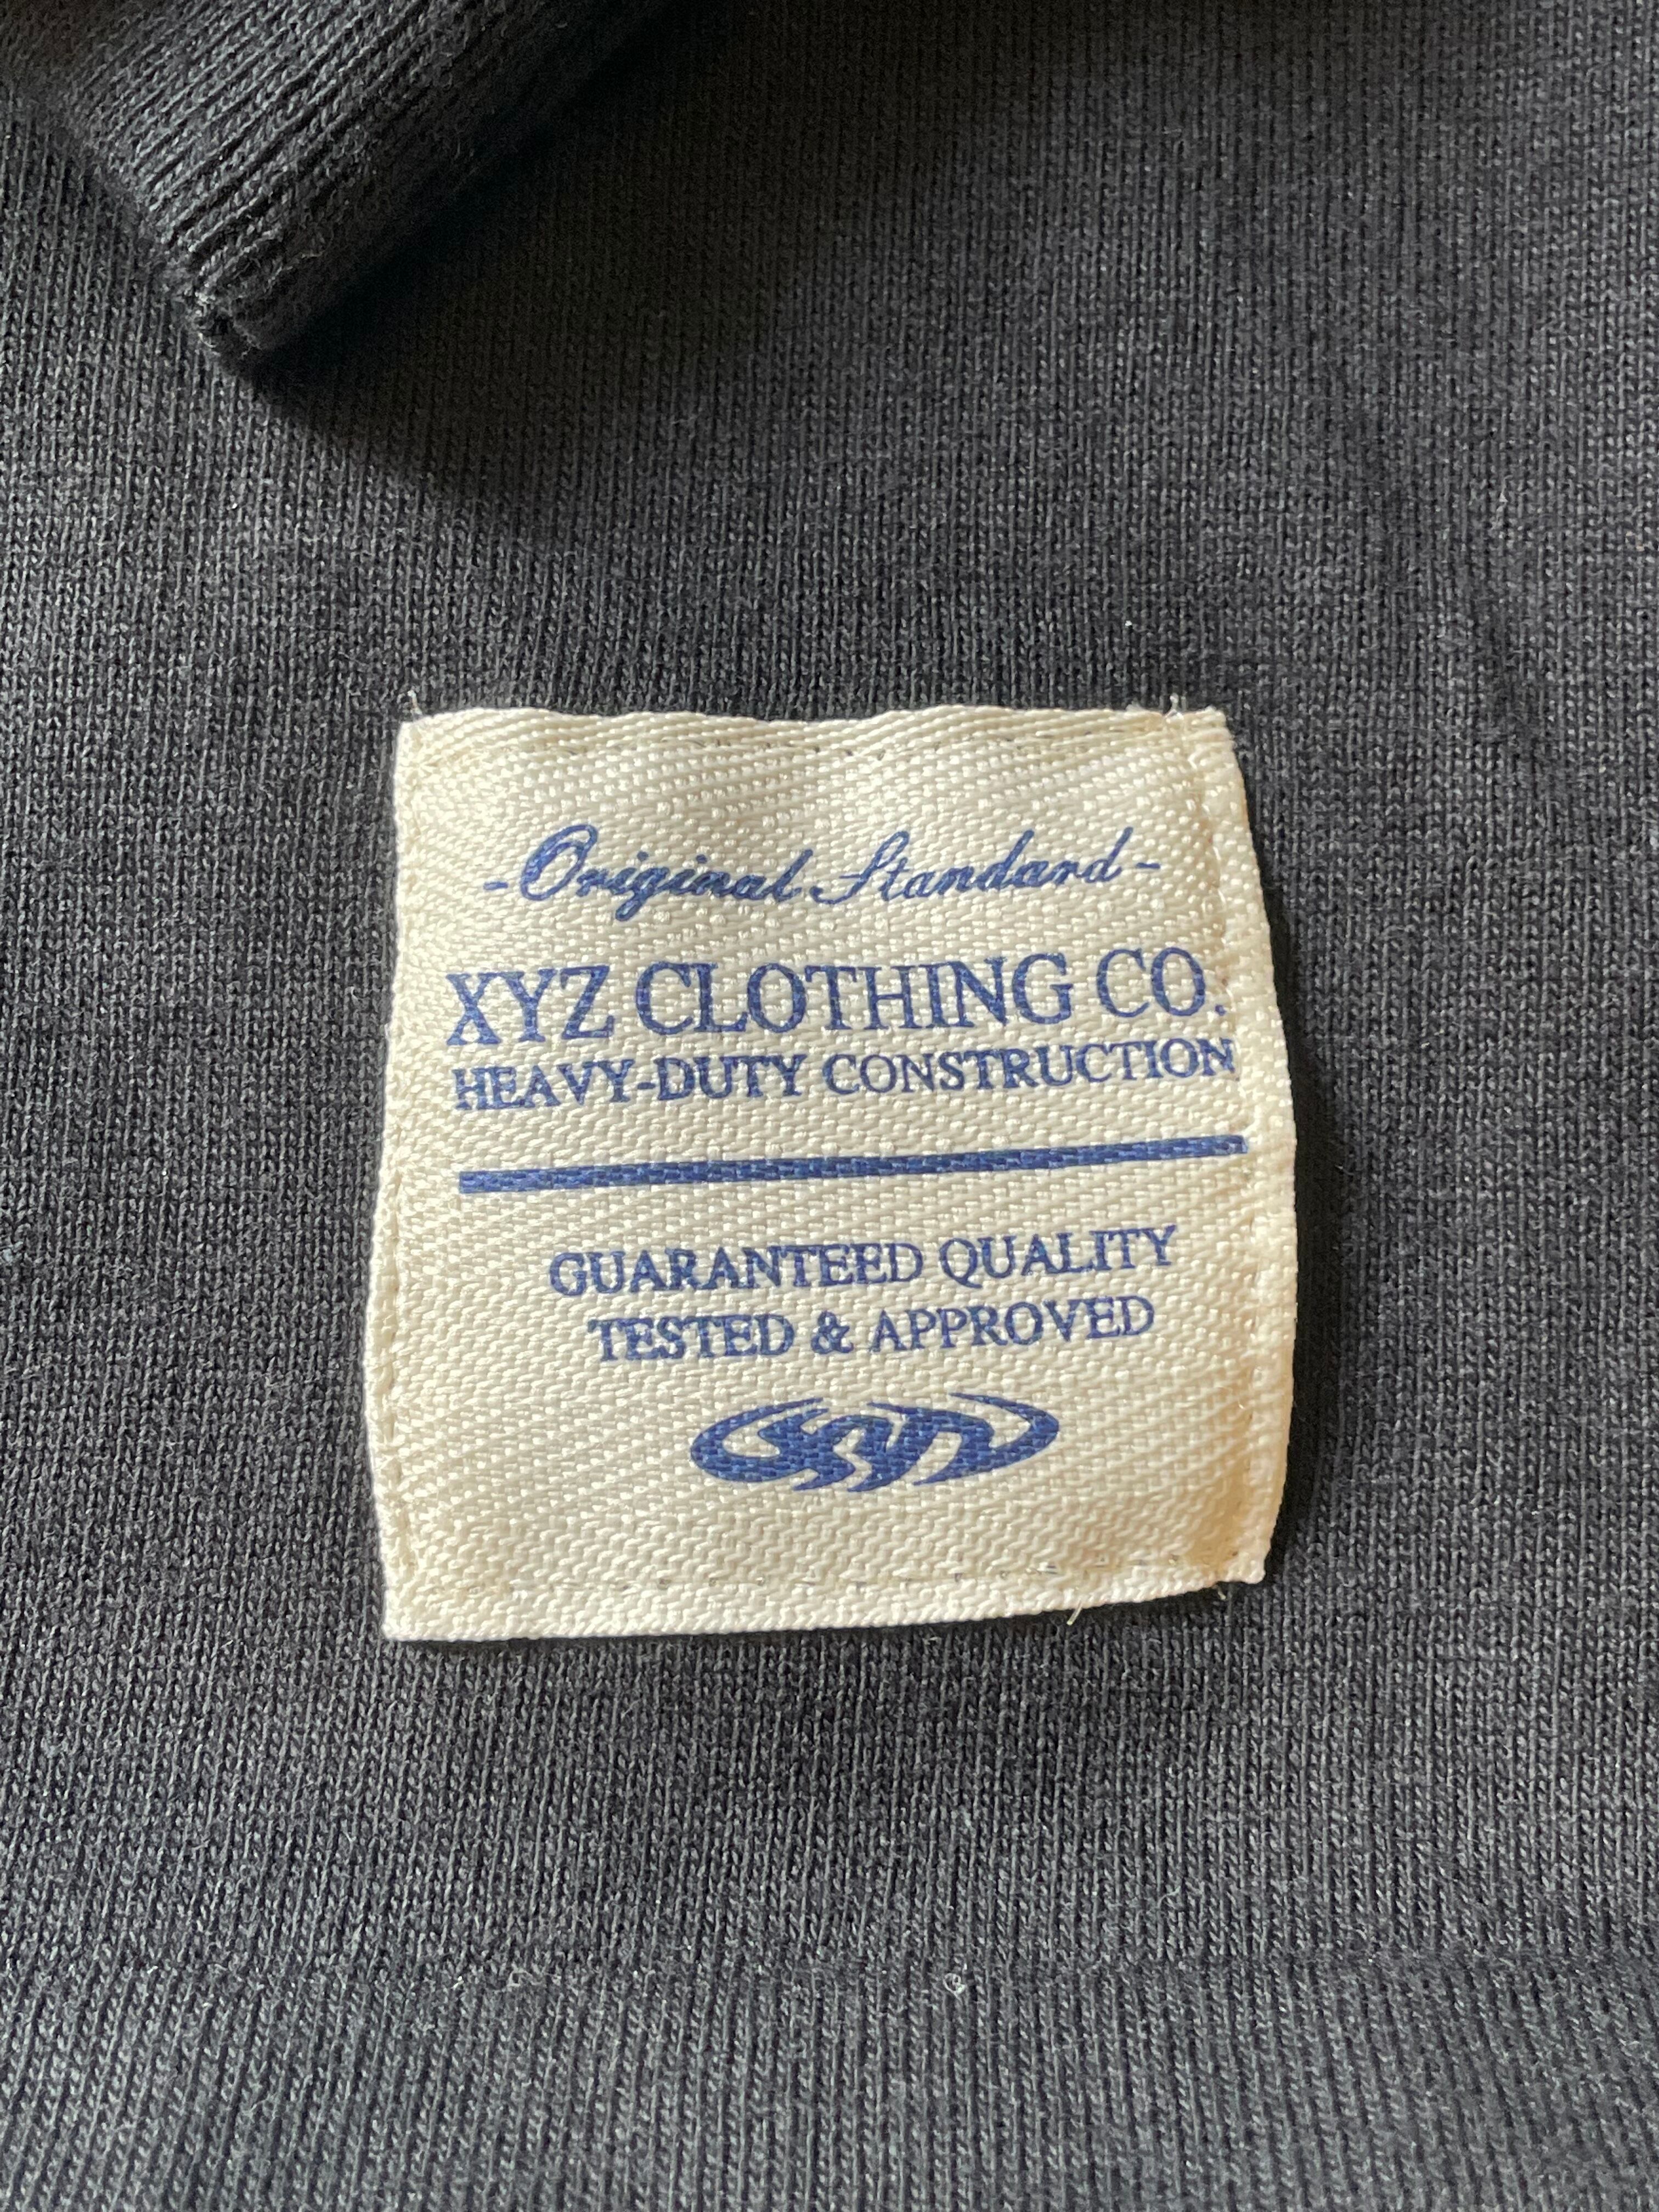 -Original Standard-
XYZ CLOTHING CO.
HEAVY-DUTY CONSTRUCTION
GUARANTEED QUALITY
TESTED & APPROVED